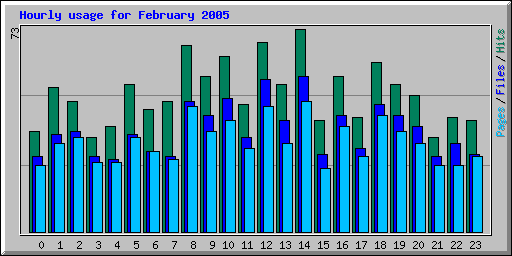 Hourly usage for February 2005
73
Pages / Files / Hits
0 1 2 3 4 5 6 7 8 9 10 11 12 13 14 15 16 17 18 19 20 21 22 23